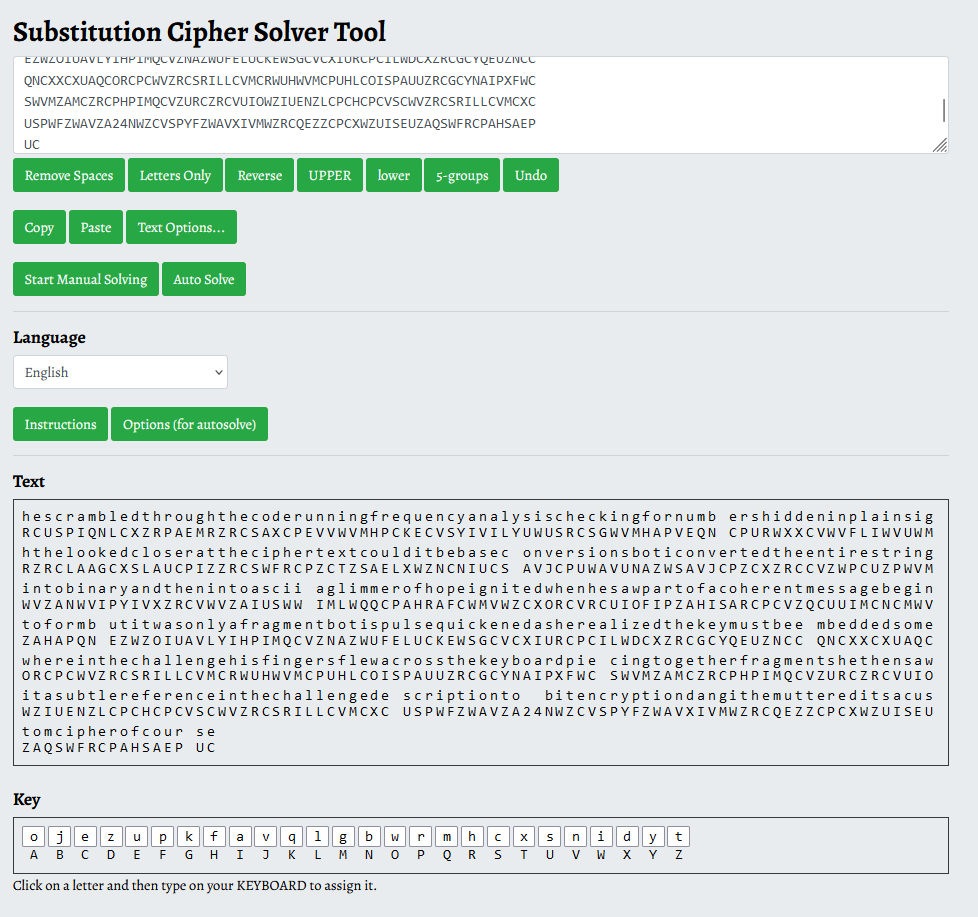 Substitution Cipher Solver Tool
EZWZOIUAVLYIHPIMQCVZNAZWUFELUCKEWSGCVCXIURCPCILWDCXZRCGCYQEUZNCC
QNCXXCXUAQCORCPCWVZRCSRILLCVMCRWUHWVMCPUHLCOISPAUUZRCGCYNAIPXFWC
SWVMZAMCZRCPHPIMQCVZURCZRCVUIOWZIUENZLCPCHCPCVSCWVZRCSRILLCVMCXC
USPWFZWAVZA24NWZCVSPYFZWAVXIVMWZRCQEZZCPCXWZUISEUZAQSWFRCPAHSAEP
UC
Remove Spaces Letters Only Reverse UPPER lower 5-groups Undo
Copy Paste Text Options...
Start Manual Solving Auto Solve
Language
English
Instructions Options (for autosolve)
Text
hescrambledthroughthecoderunningfrequencyanalysischeckingfornumb ershiddeninplainsig
RCUSPIQNLCXZRPAEMRZRCSAXCPEVVWVMHPCKECVSYIVILYUWUSRCSGWVMHAPVEQN CPURWXXCVWVFLIWVUWM
hthelookedcloserattheciphertextcoulditbebasec onversionsboticonvertedtheentirestring
RZRCLAAGCXSLAUCPIZZRCSWFRCPZCTZSAELXWZNCNIUCS AVJCPUWAVUNAZWSAVJCPZCXZRCCVZWPCUZPWVM
intobinaryandthenintoascii aglimmerofhopeignitedwhenhesawpartofacoherentmessagebegin
WVZANWVIPYIVXZRCVWVZAIUSWW IMLWQQCPAHRAFCWMVWZCXORCVRCUIOFIPZAHISARCPCVZQCUUIMCNCMWV
toformb utitwasonlyafragmentbotispulsequickenedasherealizedthekeymustbee mbeddedsome
ZAHAPQN EZWZOIUAVLYIHPIMQCVZNAZWUFELUCKEWSGCVCXIURCPCILWDCXZRCGCYQEUZNCC QNCXXCXUAQC
whereinthechallengehisfingersflewacrossthekeyboardpie cingtogetherfragmentshethensaw
ORCPCWVZRCSRILLCVMCRWUHWVMCPUHLCOISPAUUZRCGCYNAIPXFWC SWVMZAMCZRCPHPIMQCVZURCZRCVUIO
itasubtlereferenceinthechallengede scriptionto bitencryptiondangithemuttereditsacus
WZIUENZLCPCHCPCVSCWVZRCSRILLCVMCXC USPWFZWAVZA24NWZCVSPYFZWAVXIVMWZRCQEZZCPCXWZUISEU
tomcipherofcour se
ZAQSWFRCPAHSAEP UC
Key
o j e z u p k f a v q l g b w r m h c x s n i d y t
A B C D E F G H I J K L M N O P Q R S T U V W X Y Z
Click on a letter and then type on your KEYBOARD to assign it.